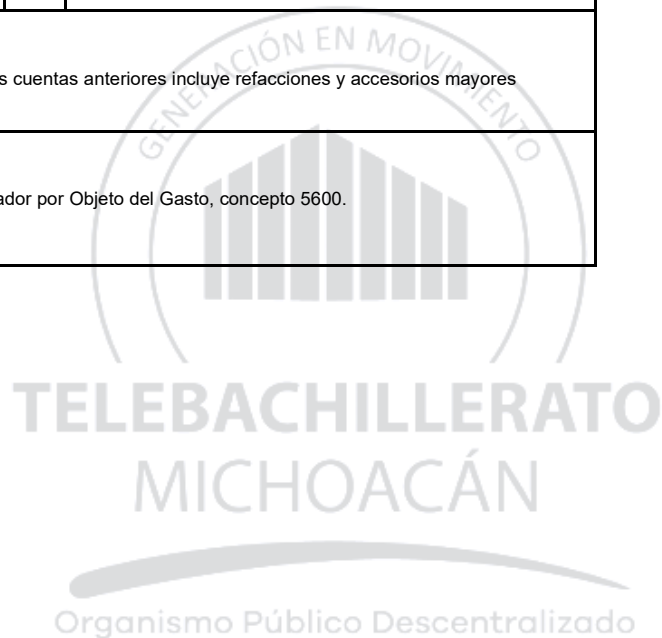 GENERACIÓN EN MOVIMIENTO
s cuentas anteriores incluye refacciones y accesorios mayores
ador por Objeto del Gasto, concepto 5600.
TELEBACHILLERATO
MICHOACÁN
Organismo Público Descentralizado